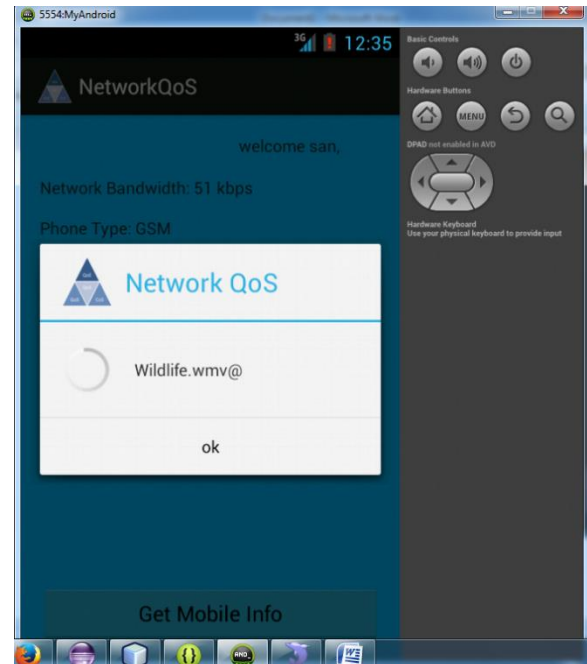 5554:MyAndroid
3G 12:35
NetworkQoS
welcome san,
Network Bandwidth: 51 kbps
Phone Type: GSM
Network QoS
Wildlife.wmv@
ok
Get Mobile Info
Basic Controls
Hardware Buttons
MENU
DPAD not enabled in AVD
Hardware Keyboard
Use your physical keyboard to provide input